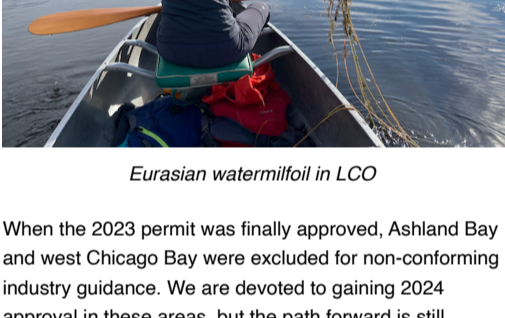 Eurasian watermilfoil in LCO
When the 2023 permit was finally approved, Ashland Bay
and west Chicago Bay were excluded for non-conforming
industry guidance. We are devoted to gaining 2024
approval in these areas, but the path forward is still